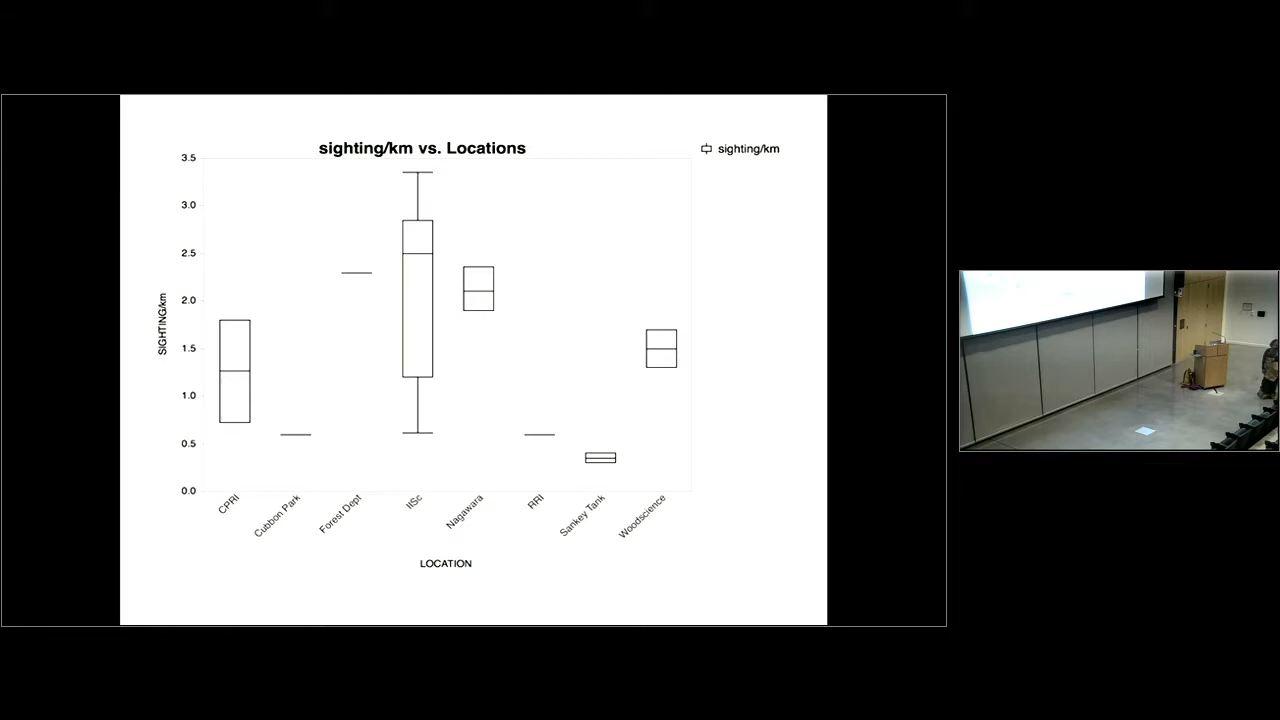 sighting/km vs. Locations
sighting/km
3.5
3.0
2.5
2.0
1.5
1.0
0.5
0.0
SIGHTING/km
CPRI
Cubbon Park
Forest Dept
IISc
Nagawara
RRI
Sankey Tank
Woodscience
LOCATION